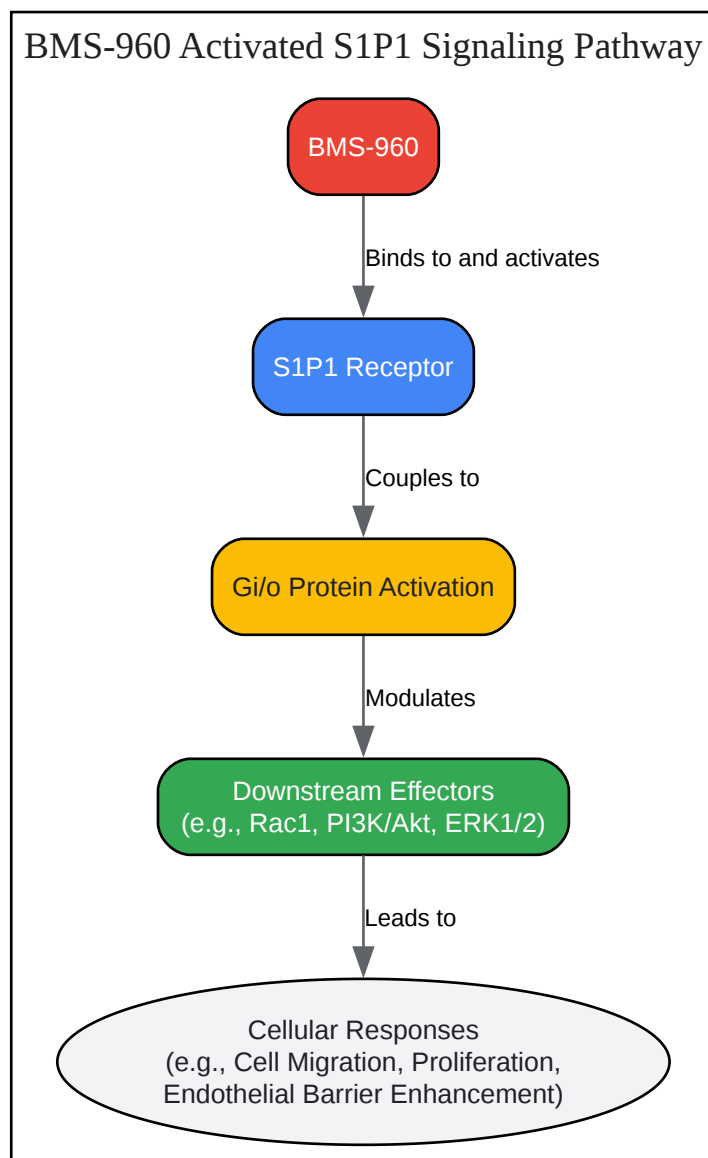 BMS-960 Activated S1P1 Signaling Pathway
BMS-960
Binds to and activates
S1P1 Receptor
Couples to
Gi/o Protein Activation
Modulates
Downstream Effectors
(e.g., Rac1, PI3K/Akt, ERK1/2)
Leads to
Cellular Responses
(e.g., Cell Migration, Proliferation,
Endothelial Barrier Enhancement)